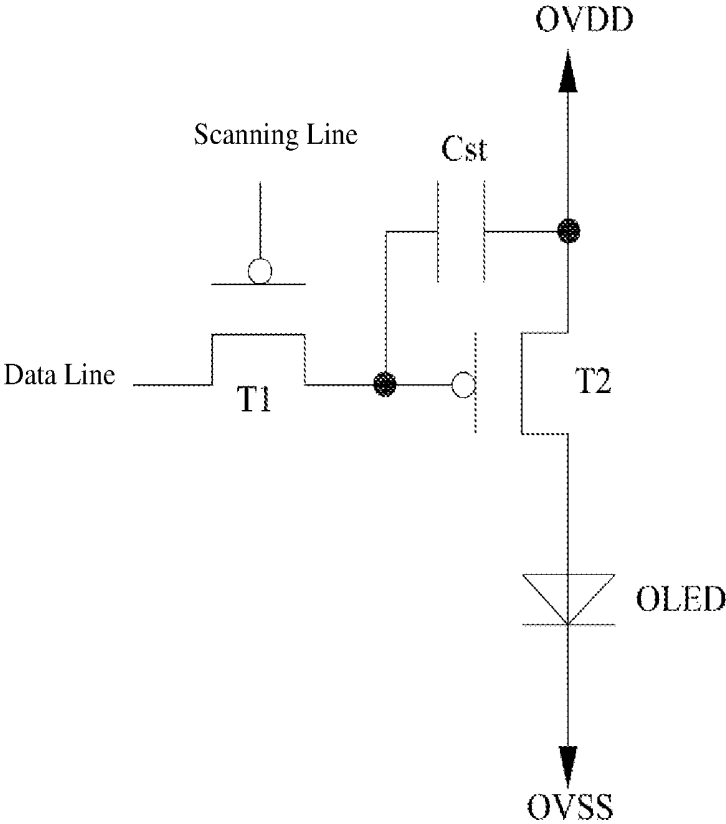 OVDD
Scanning Line
Cst
Data Line
T1
T2
OLED
OVSS